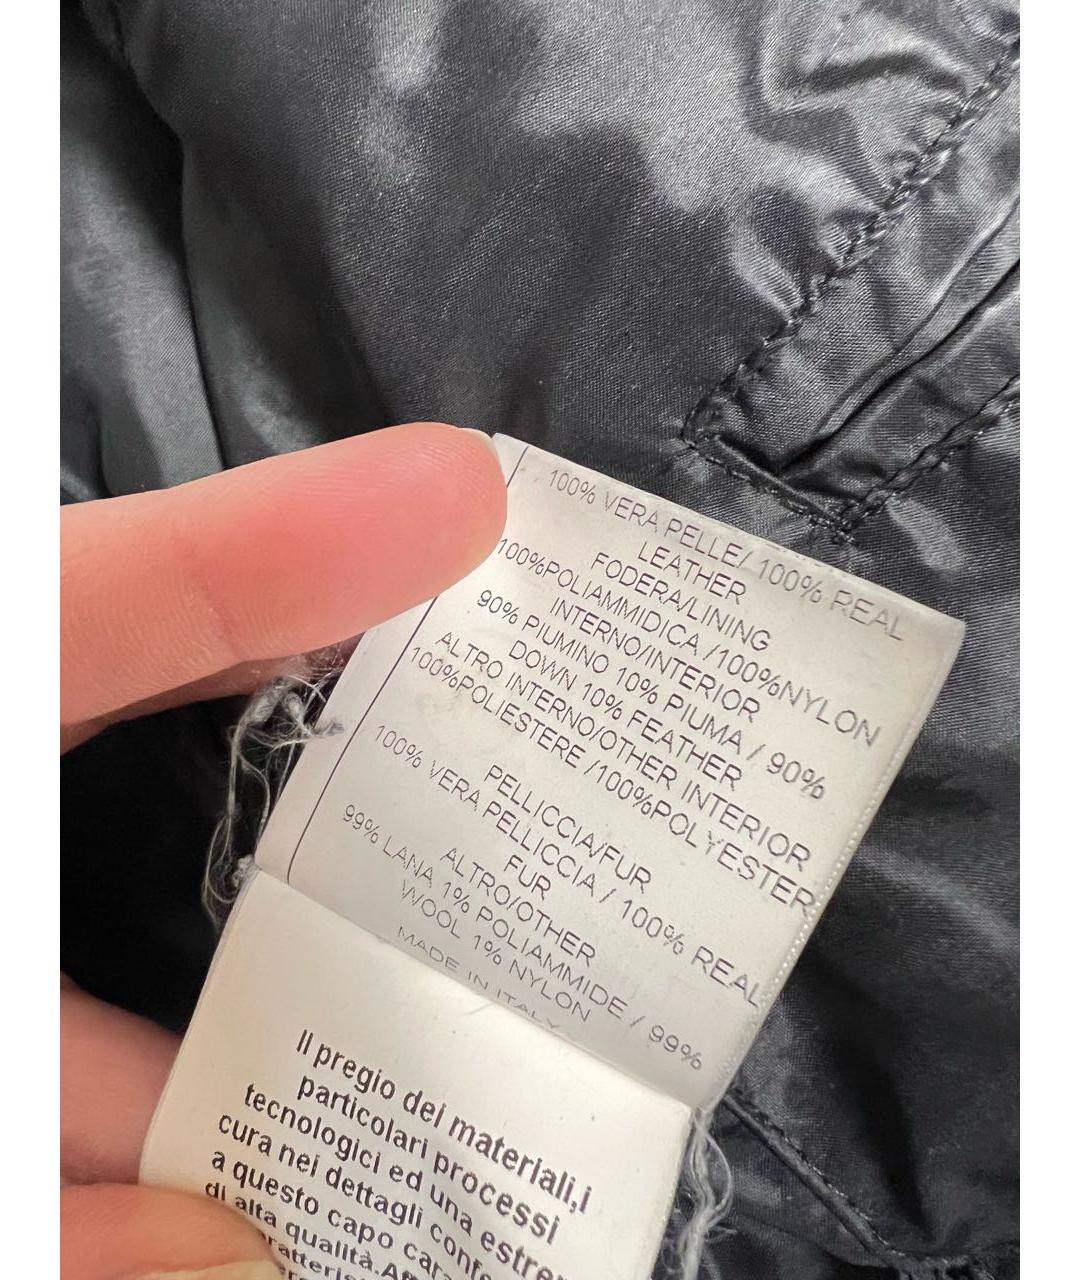 100% VERA PELLE/ 100% REAL
LEATHER
FODERA/LINING
100%POLIAMMIDICA /100%NYLON
INTERNO/INTERIOR
90% PIUMINO 10% PIUMA / 90%
DOWN 10% FEATHER
ALTRO INTERNO/OTHER INTERIOR
100%POLIESTERE /100%POLYESTER
PELLICCIA/FUR
100% VERA PELLICCIA / 100% REAL
FUR
ALTRO/OTHER
99% LANA 1% POLIAMMIDE / 99%
WOOL 1% NYLON
MADE IN ITALY
Il pregio dei materiali,i
particolari processi
tecnologici ed una
cura nei dettagli
a questo capo
di alta qualità.